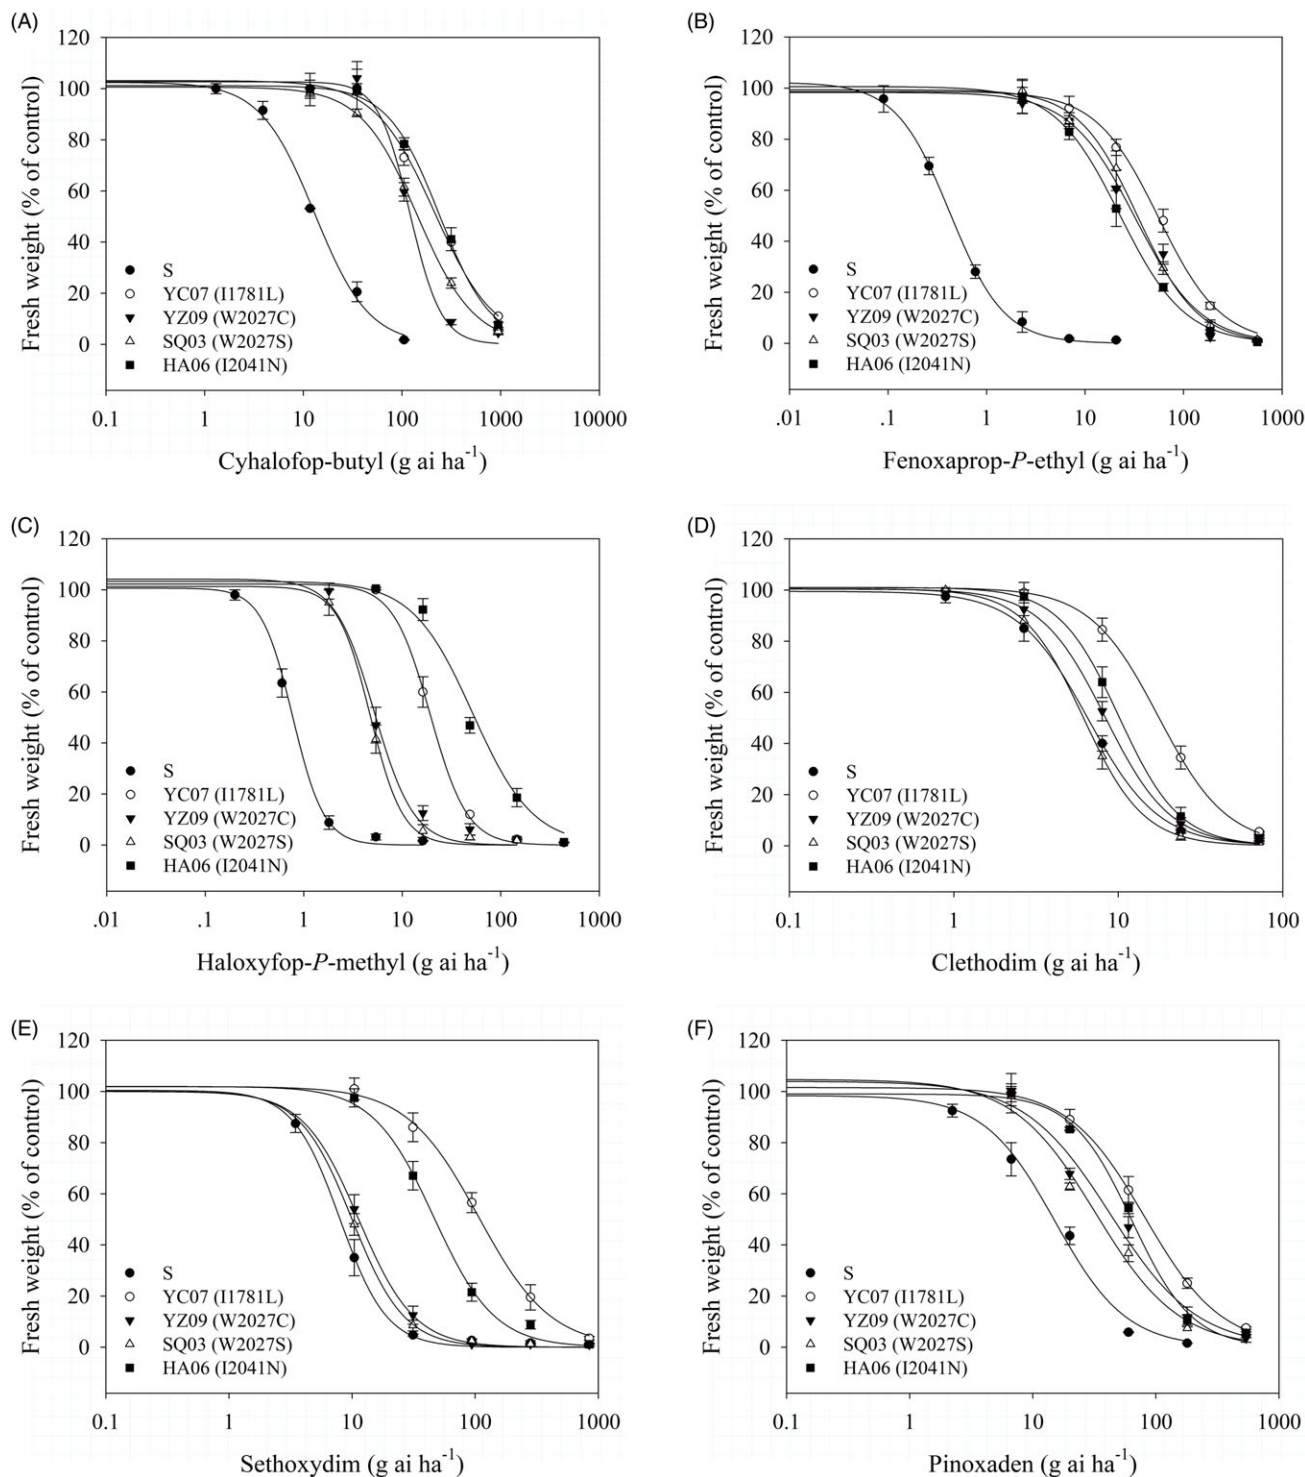 (A)
120
100
80
60
40
20
0
Fresh weight (% of control)
S
YC07 (I1781L)
YZ09 (W2027C)
SQ03 (W2027S)
HA06 (I2041N)
0.1 1 10 100 1000 10000
Cyhalofop-butyl (g ai ha⁻¹)
(B)
120
100
80
60
40
20
0
Fresh weight (% of control)
S
YC07 (I1781L)
YZ09 (W2027C)
SQ03 (W2027S)
HA06 (I2041N)
.01 0.1 1 10 100 1000
Fenoxaprop-P-ethyl (g ai ha⁻¹)
(C)
120
100
80
60
40
20
0
Fresh weight (% of control)
S
YC07 (I1781L)
YZ09 (W2027C)
SQ03 (W2027S)
HA06 (I2041N)
.01 0.1 1 10 100 1000
Haloxyfop-P-methyl (g ai ha⁻¹)
(D)
120
100
80
60
40
20
0
Fresh weight (% of control)
S
YC07 (I1781L)
YZ09 (W2027C)
SQ03 (W2027S)
HA06 (I2041N)
0.1 1 10 100
Clethodim (g ai ha⁻¹)
(E)
120
100
80
60
40
20
0
Fresh weight (% of control)
S
YC07 (I1781L)
YZ09 (W2027C)
SQ03 (W2027S)
HA06 (I2041N)
0.1 1 10 100 1000
Sethoxydim (g ai ha⁻¹)
(F)
120
100
80
60
40
20
0
Fresh weight (% of control)
S
YC07 (I1781L)
YZ09 (W2027C)
SQ03 (W2027S)
HA06 (I2041N)
0.1 1 10 100 1000
Pinoxaden (g ai ha⁻¹)